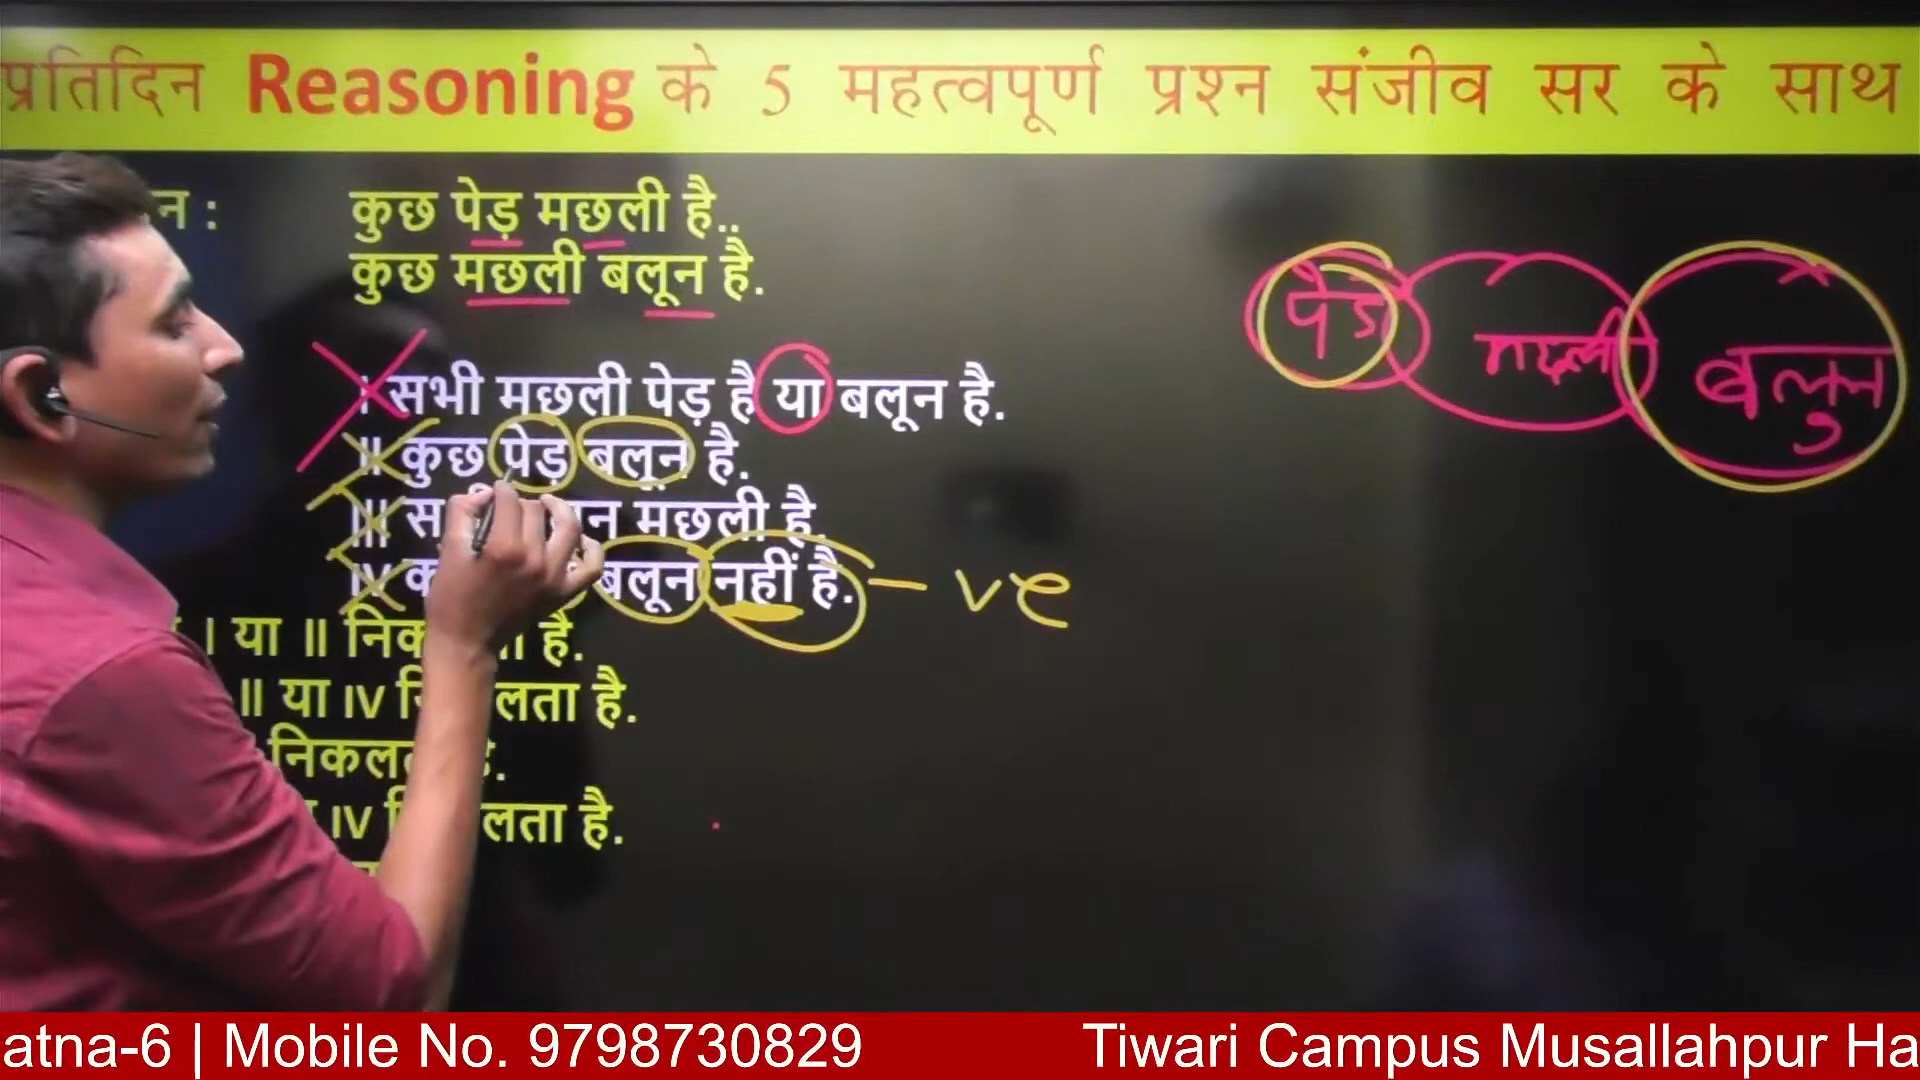 प्रतिदिन Reasoning के 5 महत्वपूर्ण प्रश्न संजीव सर के साथ
न : कुछ पेड़ मछली है..
कुछ मछली बलून है.
पेड़ मछली बलुन
I सभी मछली पेड़ है या बलून है.
II कुछ पेड़ बलून है.
III मछली है.
IV बलून नहीं है. - ve
I या II है.
II या IV लता है.
IV लता है.
atna-6 | Mobile No. 9798730829 Tiwari Campus Musallahpur Ha